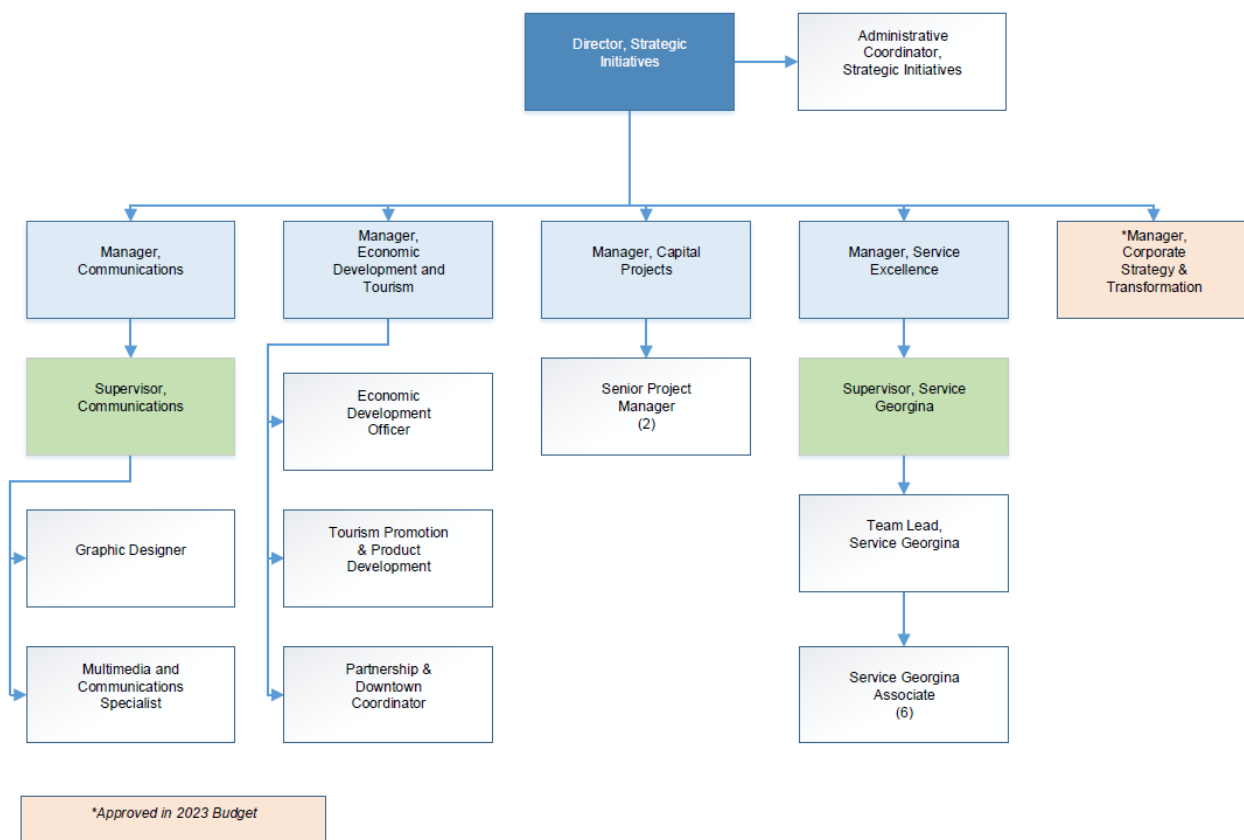 Director, Strategic
Initiatives
Administrative
Coordinator,
Strategic Initiatives
Manager,
Communications
Manager,
Economic
Development and
Tourism
Manager, Capital
Projects
Manager, Service
Excellence
*Manager,
Corporate
Strategy &
Transformation
Supervisor,
Communications
Economic
Development
Officer
Senior Project
Manager
(2)
Supervisor, Service
Georgina
Graphic Designer
Tourism Promotion
& Product
Development
Team Lead,
Service Georgina
Multimedia and
Communications
Specialist
Partnership &
Downtown
Coordinator
Service Georgina
Associate
(6)
*Approved in 2023 Budget